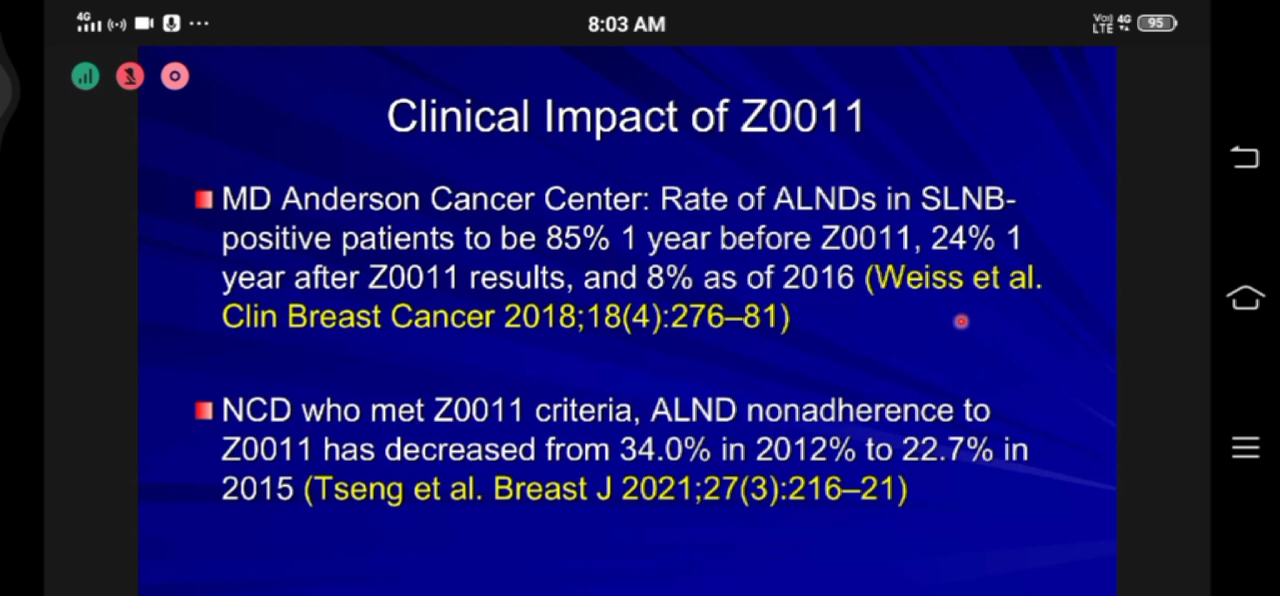 4G
8:03 AM
Vo))
LTE
4G
95
Clinical Impact of Z0011
MD Anderson Cancer Center: Rate of ALNDs in SLNB-
positive patients to be 85% 1 year before Z0011, 24% 1
year after Z0011 results, and 8% as of 2016 (Weiss et al.
Clin Breast Cancer 2018;18(4):276–81)
NCD who met Z0011 criteria, ALND nonadherence to
Z0011 has decreased from 34.0% in 2012% to 22.7% in
2015 (Tseng et al. Breast J 2021;27(3):216–21)